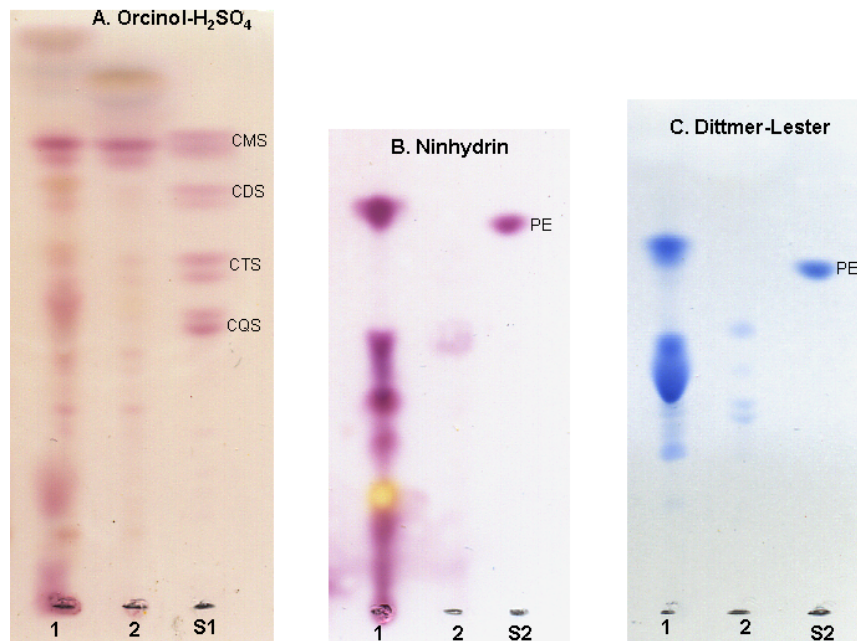 A. Orcinol-H₂SO₄
CMS
CDS
CTS
CQS
1 2 S1
B. Ninhydrin
PE
1 2 S2
C. Dittmer-Lester
PE
1 2 S2